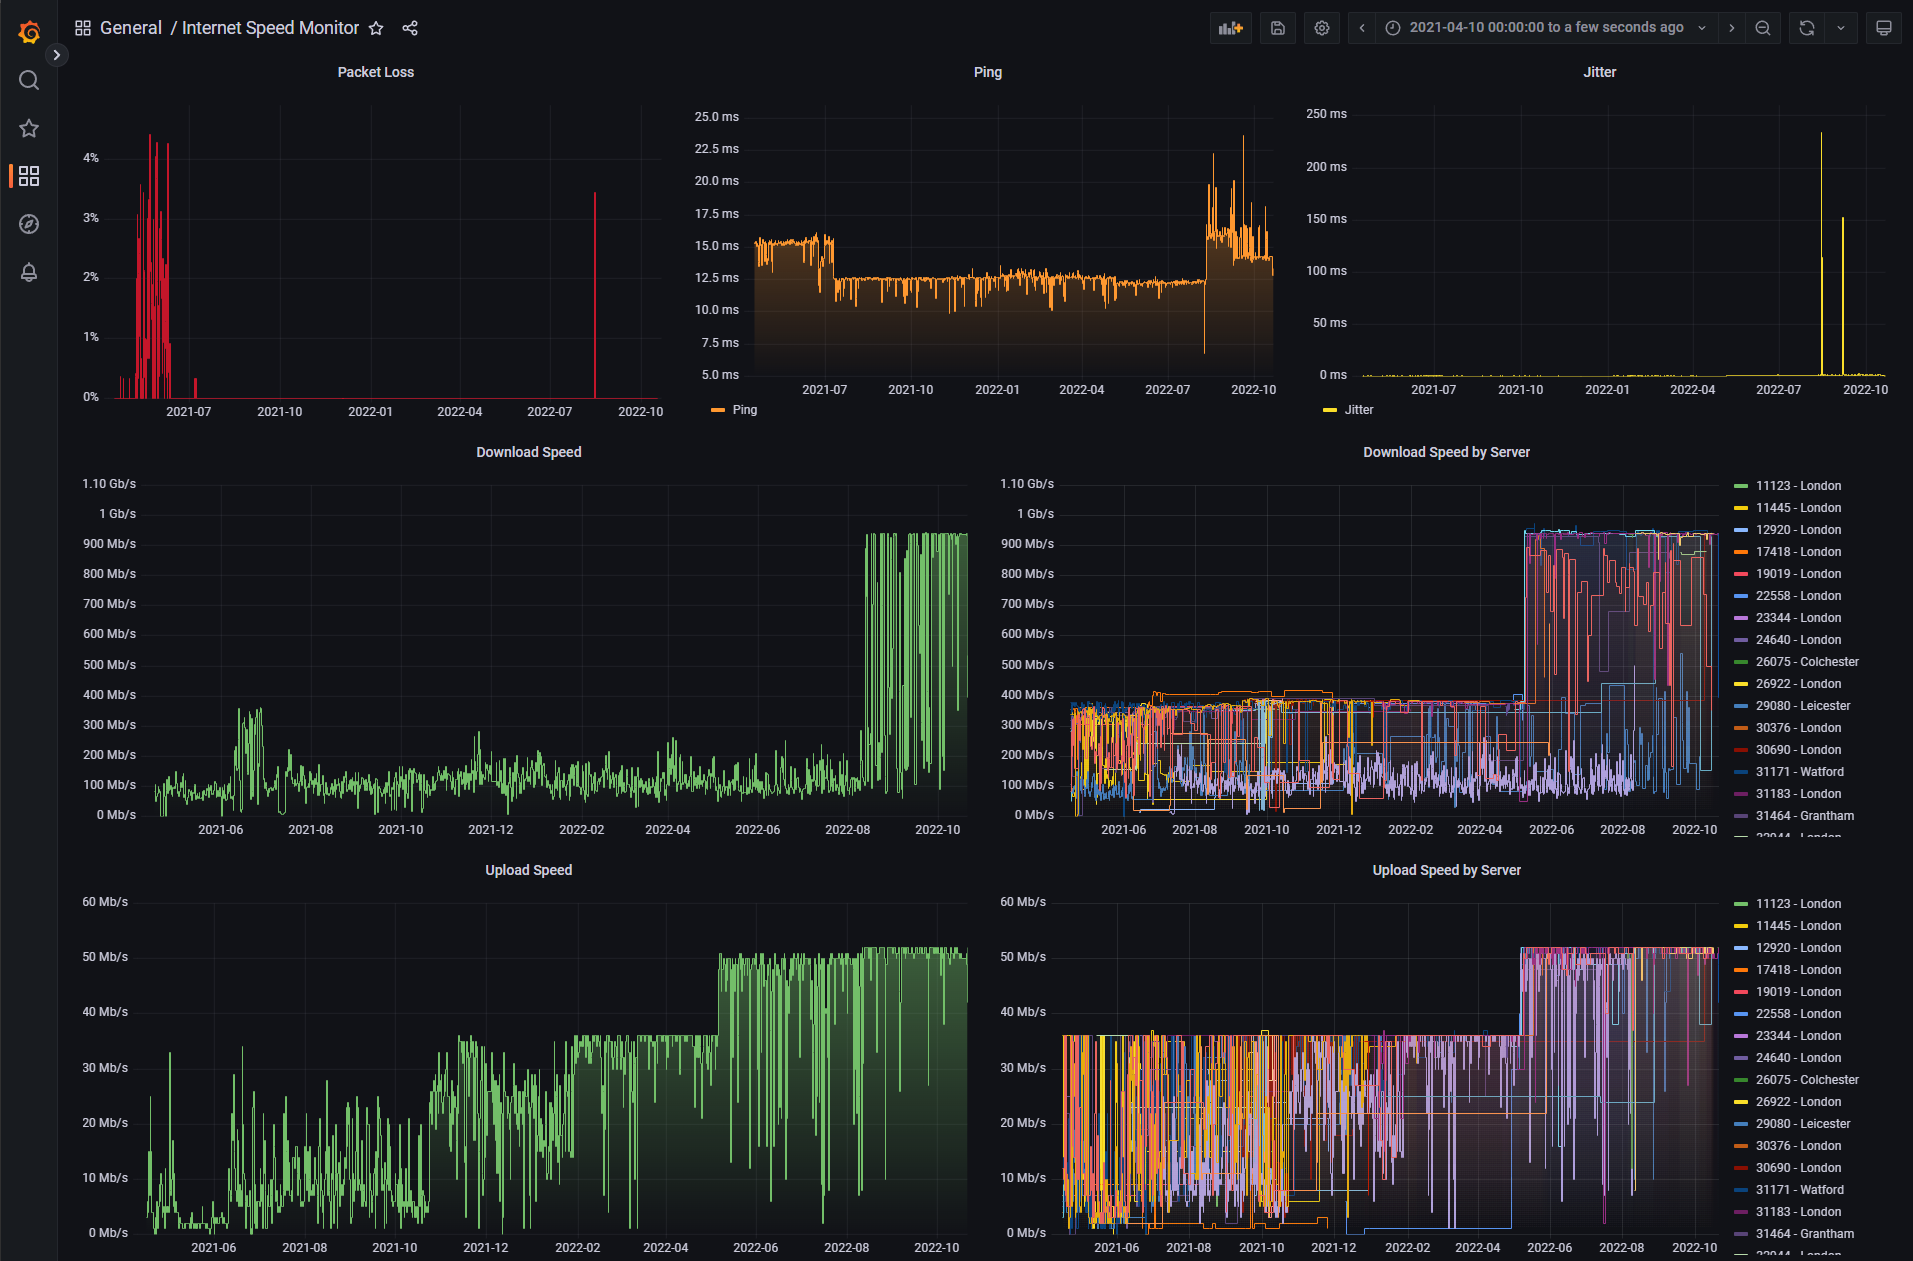 General / Internet Speed Monitor
2021-04-10 00:00:00 to a few seconds ago
Packet Loss
4%
3%
2%
1%
0%
2021-07 2021-10 2022-01 2022-04 2022-07 2022-10
Ping
25.0 ms
22.5 ms
20.0 ms
17.5 ms
15.0 ms
12.5 ms
10.0 ms
7.5 ms
5.0 ms
2021-07 2021-10 2022-01 2022-04 2022-07 2022-10
Ping
Jitter
250 ms
200 ms
150 ms
100 ms
50 ms
0 ms
2021-07 2021-10 2022-01 2022-04 2022-07 2022-10
Jitter
Download Speed
1.10 Gb/s
1 Gb/s
900 Mb/s
800 Mb/s
700 Mb/s
600 Mb/s
500 Mb/s
400 Mb/s
300 Mb/s
200 Mb/s
100 Mb/s
0 Mb/s
2021-06 2021-08 2021-10 2021-12 2022-02 2022-04 2022-06 2022-08 2022-10
Download Speed by Server
1.10 Gb/s
1 Gb/s
900 Mb/s
800 Mb/s
700 Mb/s
600 Mb/s
500 Mb/s
400 Mb/s
300 Mb/s
200 Mb/s
100 Mb/s
0 Mb/s
2021-06 2021-08 2021-10 2021-12 2022-02 2022-04 2022-06 2022-08 2022-10
11123 - London
11445 - London
12920 - London
17418 - London
19019 - London
22558 - London
23344 - London
24640 - London
26075 - Colchester
26922 - London
29080 - Leicester
30376 - London
30690 - London
31171 - Watford
31183 - London
31464 - Grantham
Upload Speed
60 Mb/s
50 Mb/s
40 Mb/s
30 Mb/s
20 Mb/s
10 Mb/s
0 Mb/s
2021-06 2021-08 2021-10 2021-12 2022-02 2022-04 2022-06 2022-08 2022-10
Upload Speed by Server
60 Mb/s
50 Mb/s
40 Mb/s
30 Mb/s
20 Mb/s
10 Mb/s
0 Mb/s
2021-06 2021-08 2021-10 2021-12 2022-02 2022-04 2022-06 2022-08 2022-10
11123 - London
11445 - London
12920 - London
17418 - London
19019 - London
22558 - London
23344 - London
24640 - London
26075 - Colchester
26922 - London
29080 - Leicester
30376 - London
30690 - London
31171 - Watford
31183 - London
31464 - Grantham